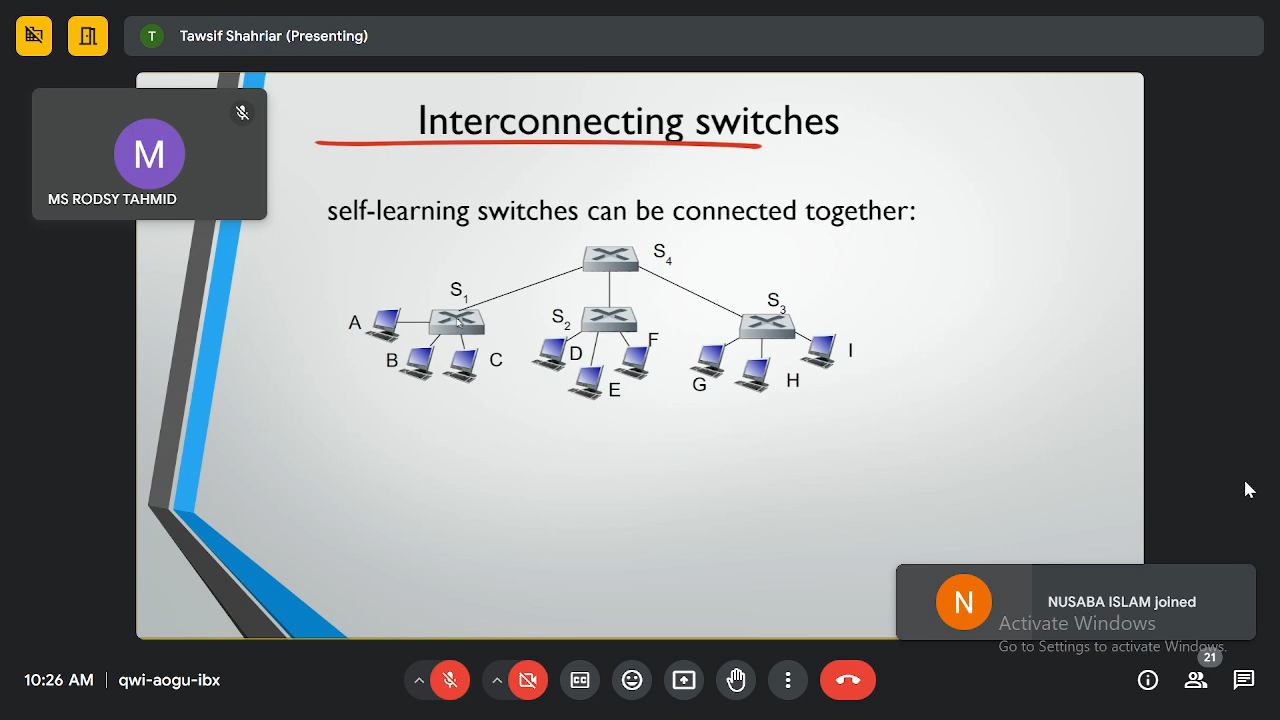 T Tawsif Shahriar (Presenting)
M
MS RODSY TAHMID
Interconnecting switches
self-learning switches can be connected together:
S4
S1
S2
S3
A
B
C
D
E
F
G
H
I
N
NUSABA ISLAM joined
Activate Windows
Go to Settings to activate Windows.
10:26 AM | qwi-aogu-ibx
CC
21